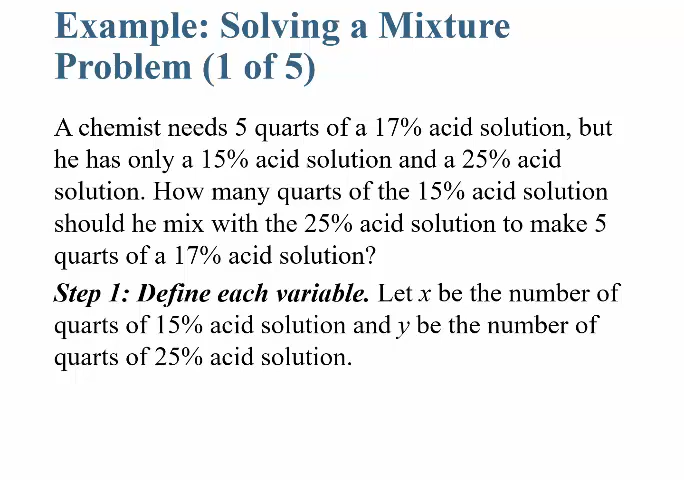 Example: Solving a Mixture
Problem (1 of 5)
A chemist needs 5 quarts of a 17% acid solution, but
he has only a 15% acid solution and a 25% acid
solution. How many quarts of the 15% acid solution
should he mix with the 25% acid solution to make 5
quarts of a 17% acid solution?
Step 1: Define each variable. Let x be the number of
quarts of 15% acid solution and y be the number of
quarts of 25% acid solution.